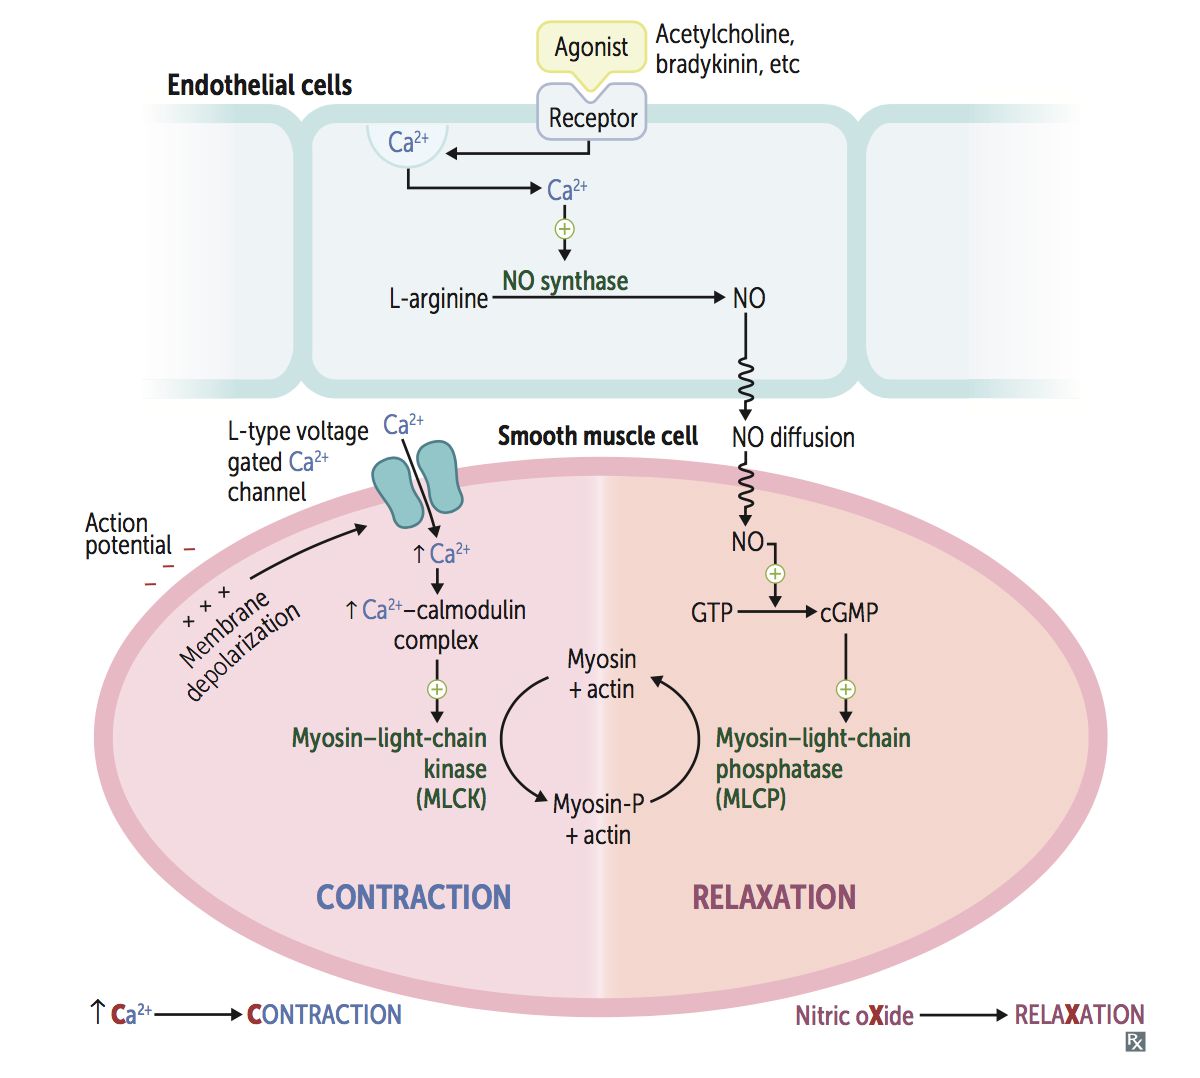 Agonist
Acetylcholine,
bradykinin, etc
Endothelial cells
Receptor
Ca²⁺
Ca²⁺
+
NO synthase
L-arginine
NO
L-type voltage
gated Ca²⁺
channel
Ca²⁺
Smooth muscle cell
NO diffusion
Action
potential
− − −
+ + +
Membrane
depolarization
↑ Ca²⁺
↑ Ca²⁺–calmodulin
complex
+
Myosin–light-chain
kinase
(MLCK)
Myosin
+ actin
Myosin-P
+ actin
NO
+
GTP
cGMP
+
Myosin–light-chain
phosphatase
(MLCP)
CONTRACTION
RELAXATION
↑ Ca²⁺ → CONTRACTION
Nitric oXide → RELAXATION
Rx